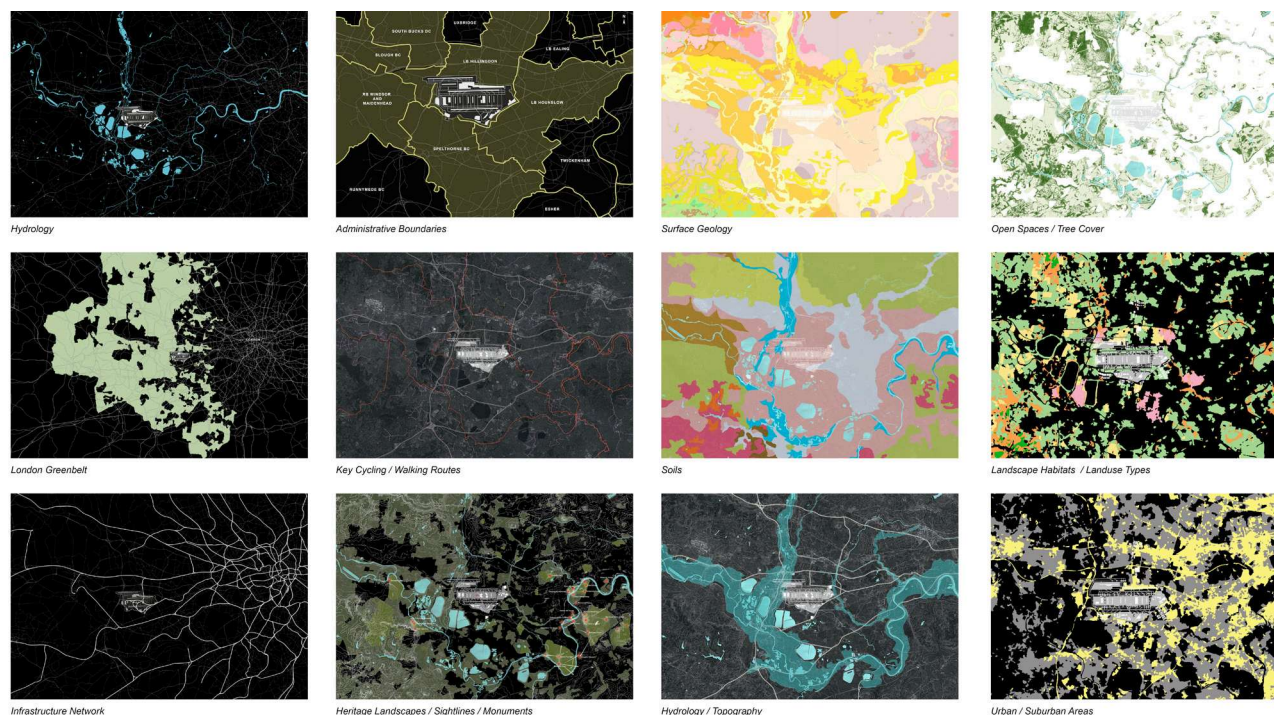 UXBRIDGE
N
SOUTH BUCKS DC
LB EALING
SLOUGH BC
LB HILLINGDON
RB WINDSOR
AND
MAIDENHEAD
LB HOUNSLOW
SPELTHORNE BC
TWICKENHAM
RUNNYMEDE BC
ESHER
Hydrology
Administrative Boundaries
Surface Geology
Open Spaces / Tree Cover
London Greenbelt
Key Cycling / Walking Routes
Soils
Landscape Habitats / Landuse Types
Infrastructure Network
Heritage Landscapes / Sightlines / Monuments
Hydrology / Topography
Urban / Suburban Areas